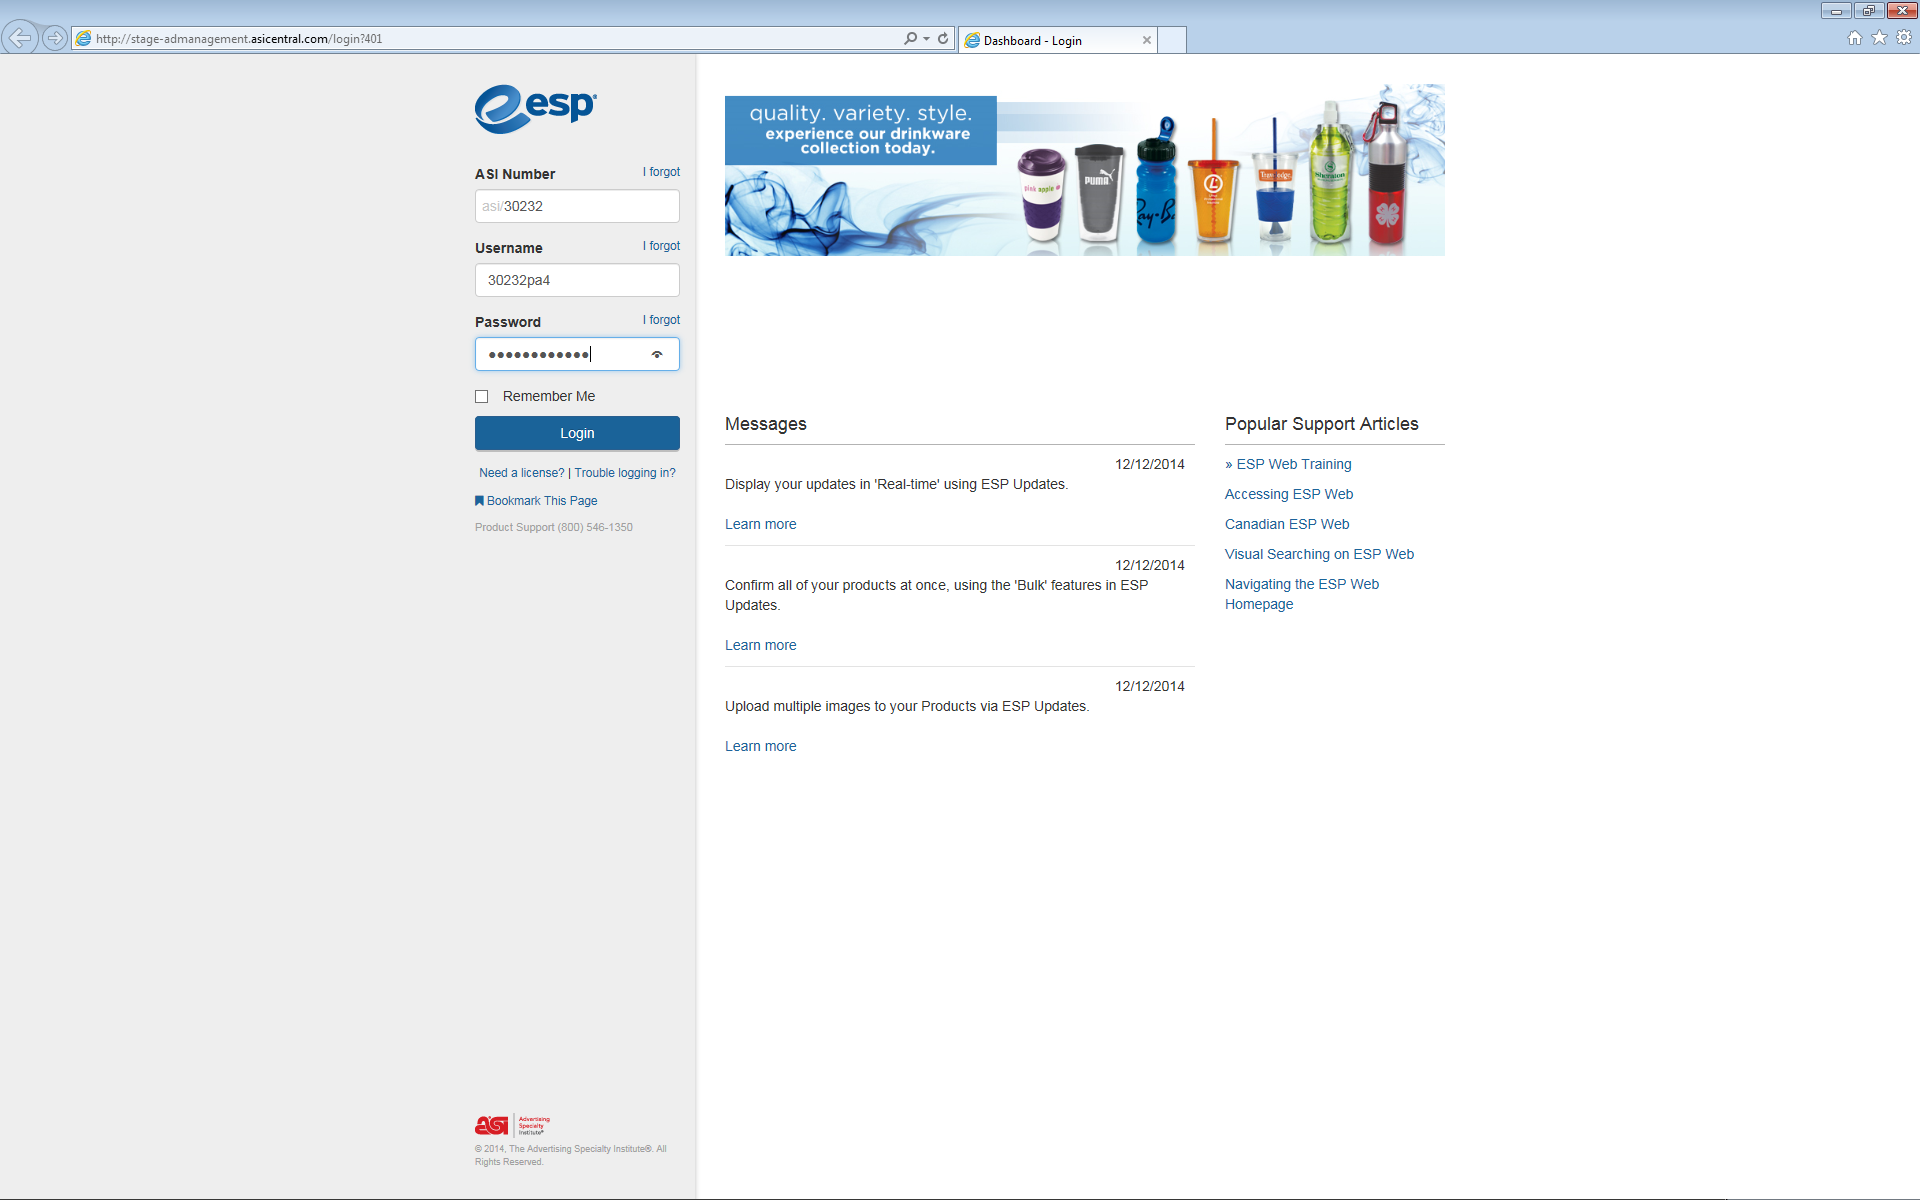 http://stage-admanagement.asicentral.com/login?401
Dashboard - Login
esp
ASI Number
I forgot
asi/30232
Username
I forgot
30232pa4
Password
I forgot
Remember Me
Login
Need a license? | Trouble logging in?
Bookmark This Page
Product Support (800) 546-1350
quality. variety. style.
experience our drinkware
collection today.
pink apple
PUMA
Ray-Ba
Sheraton
Messages
12/12/2014
Display your updates in 'Real-time' using ESP Updates.
Learn more
12/12/2014
Confirm all of your products at once, using the 'Bulk' features in ESP
Updates.
Learn more
12/12/2014
Upload multiple images to your Products via ESP Updates.
Learn more
Popular Support Articles
» ESP Web Training
Accessing ESP Web
Canadian ESP Web
Visual Searching on ESP Web
Navigating the ESP Web
Homepage
asi
Advertising
Specialty
Institute®
© 2014, The Advertising Specialty Institute®. All
Rights Reserved.